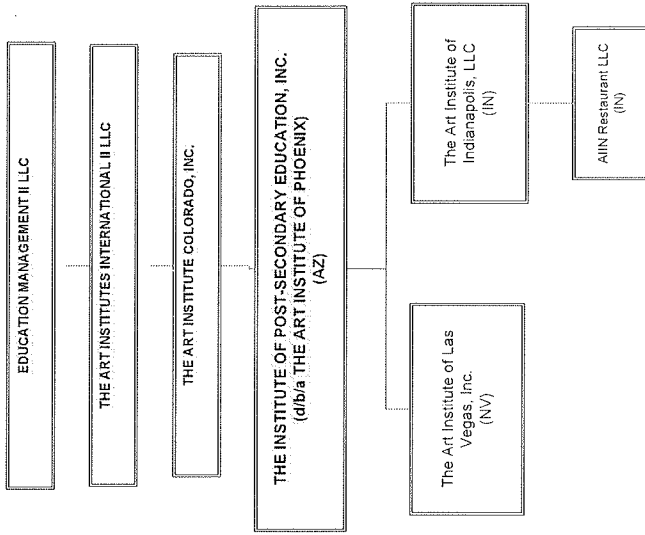 EDUCATION MANAGEMENT II LLC
THE ART INSTITUTES INTERNATIONAL II LLC
THE ART INSTITUTE COLORADO, INC.
THE INSTITUTE OF POST-SECONDARY EDUCATION, INC.
(d/b/a THE ART INSTITUTE OF PHOENIX)
(AZ)
The Art Institute of Las
Vegas, Inc.
(NV)
The Art Institute of
Indianapolis, LLC
(IN)
AIIN Restaurant LLC
(IN)